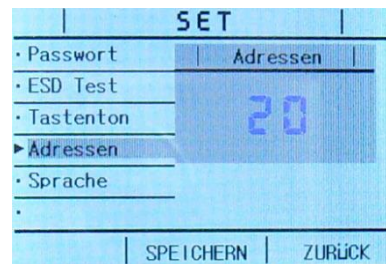 SET
Passwort
Adressen
ESD Test
20
Tastenton
Adressen
Sprache
SPEICHERN
ZURÜCK